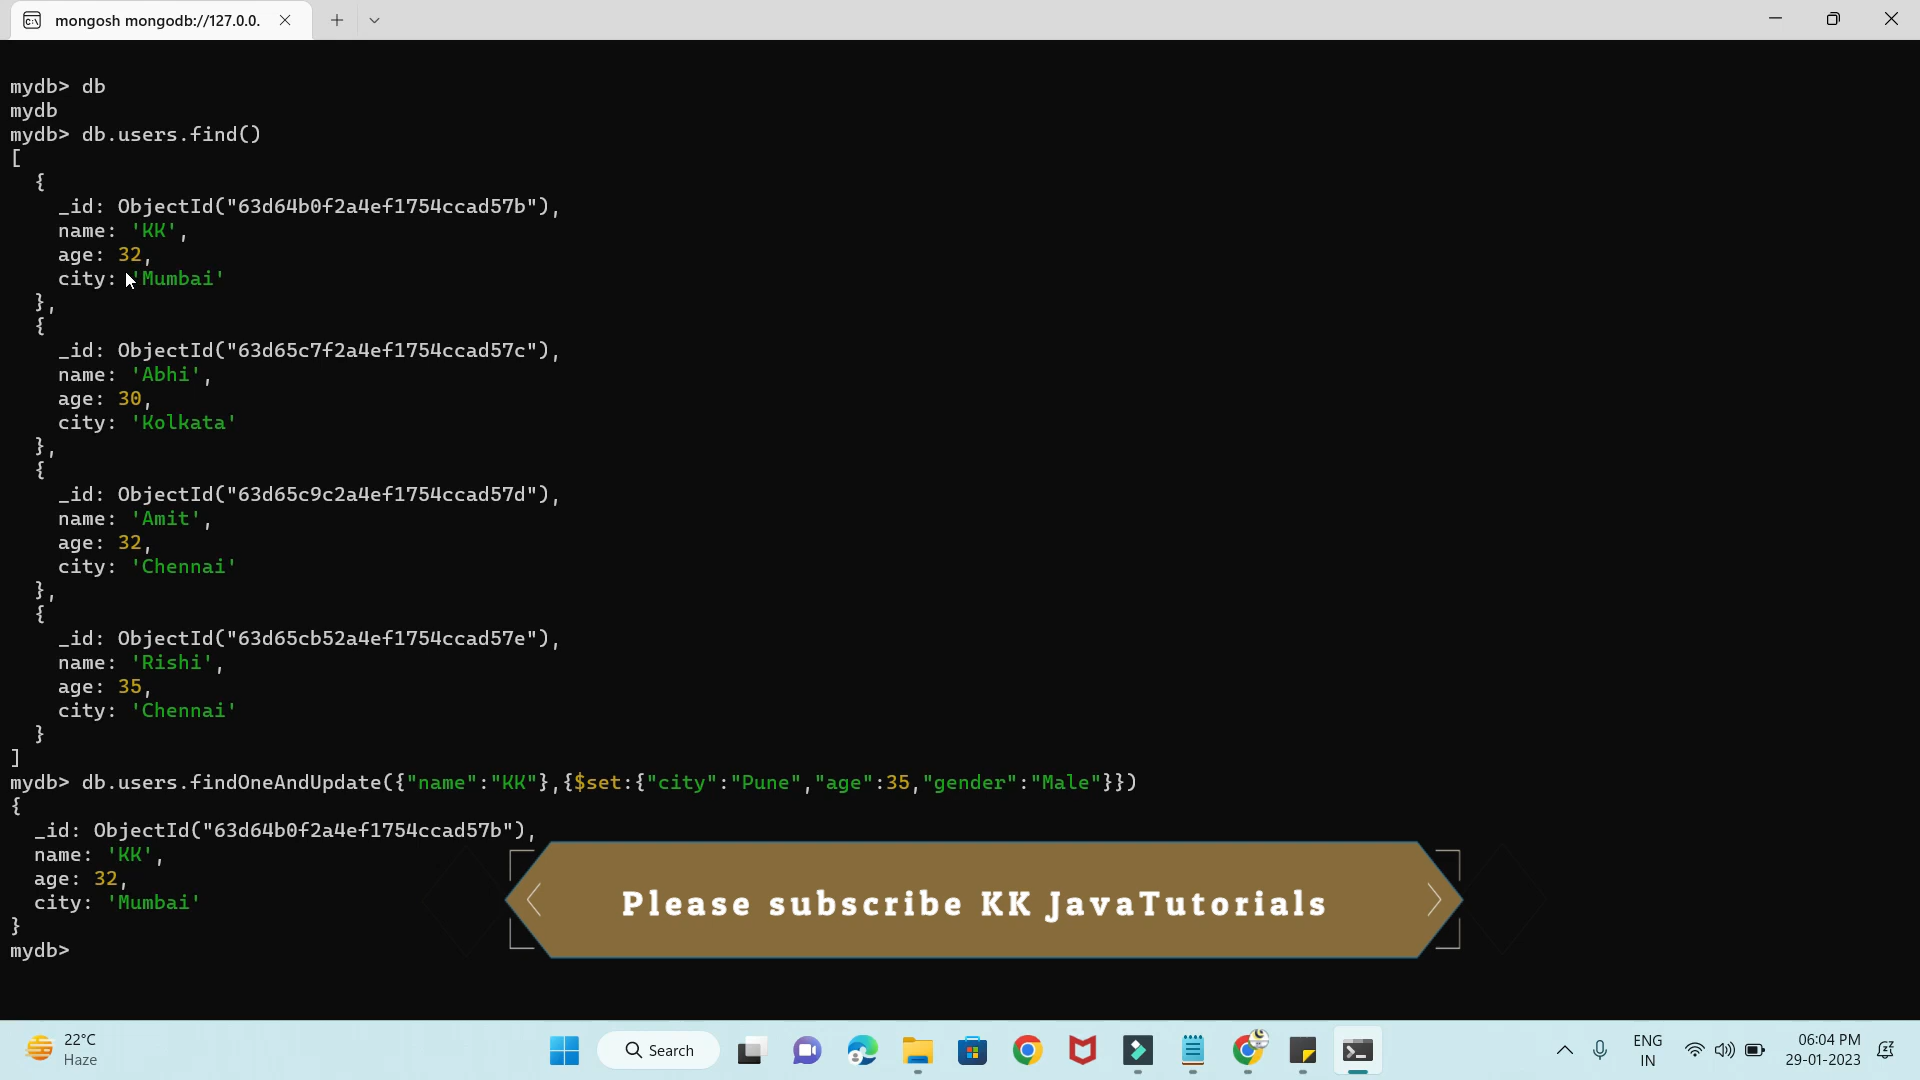 mongosh mongodb://127.0.0.
mydb> db
mydb
mydb> db.users.find()
[
{
_id: ObjectId("63d64b0f2a4ef1754ccad57b"),
name: 'KK',
age: 32,
city: 'Mumbai'
},
{
_id: ObjectId("63d65c7f2a4ef1754ccad57c"),
name: 'Abhi',
age: 30,
city: 'Kolkata'
},
{
_id: ObjectId("63d65c9c2a4ef1754ccad57d"),
name: 'Amit',
age: 32,
city: 'Chennai'
},
{
_id: ObjectId("63d65cb52a4ef1754ccad57e"),
name: 'Rishi',
age: 35,
city: 'Chennai'
}
]
mydb> db.users.findOneAndUpdate({"name":"KK"},{$set:{"city":"Pune","age":35,"gender":"Male"}})
{
_id: ObjectId("63d64b0f2a4ef1754ccad57b"),
name: 'KK',
age: 32,
city: 'Mumbai'
}
mydb>
Please subscribe KK JavaTutorials
22°C
Haze
Search
ENG
IN
06:04 PM
29-01-2023